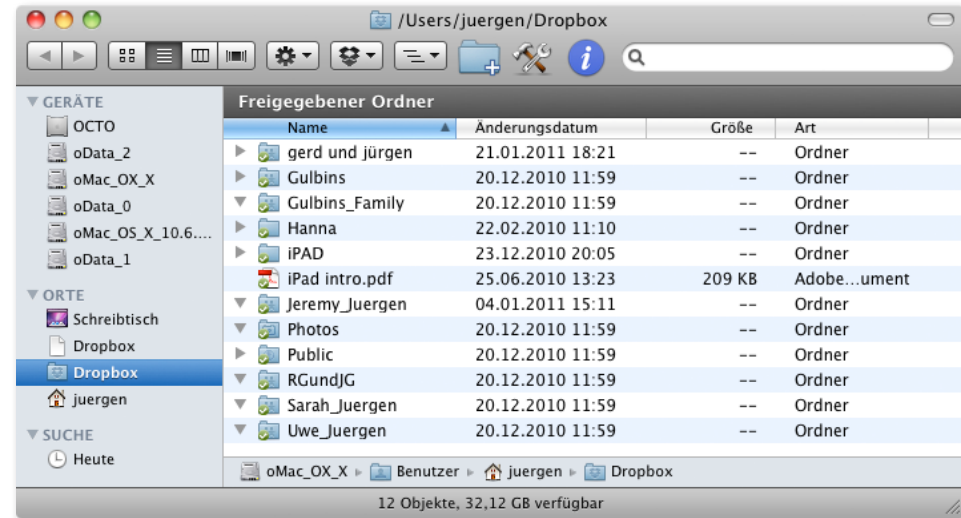 /Users/juergen/Dropbox
GERÄTE
OCTO
oData_2
oMac_OX_X
oData_0
oMac_OS_X_10.6....
oData_1
ORTE
Schreibtisch
Dropbox
Dropbox
juergen
SUCHE
Heute
Freigegebener Ordner
Name Änderungsdatum Größe Art
gerd und jürgen 21.01.2011 18:21 -- Ordner
Gulbins 20.12.2010 11:59 -- Ordner
Gulbins_Family 20.12.2010 11:59 -- Ordner
Hanna 22.02.2010 11:10 -- Ordner
iPAD 23.12.2010 20:05 -- Ordner
iPad intro.pdf 25.06.2010 13:23 209 KB Adobe...ument
Jeremy_Juergen 04.01.2011 15:11 -- Ordner
Photos 20.12.2010 11:59 -- Ordner
Public 20.12.2010 11:59 -- Ordner
RGundJG 20.12.2010 11:59 -- Ordner
Sarah_Juergen 20.12.2010 11:59 -- Ordner
Uwe_Juergen 20.12.2010 11:59 -- Ordner
oMac_OX_X ▸ Benutzer ▸ juergen ▸ Dropbox
12 Objekte, 32,12 GB verfügbar